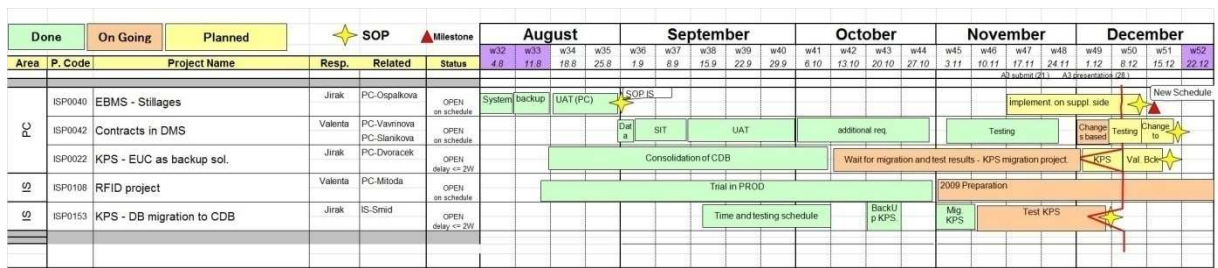 Done On Going Planned SOP Milestone August September October November December
w32 w33 w34 w35 w36 w37 w38 w39 w40 w41 w42 w43 w44 w45 w46 w47 w48 w49 w50 w51 w52
Area P. Code Project Name Resp. Related Status 4.8 11.8 18.8 25.8 1.9 8.9 15.9 22.9 29.9 6.10 13.10 20.10 27.10 3.11 10.11 17.11 24.11 1.12 8.12 15.12 22.12
A3 submit (21.) A3 presentation (28.)
PC
ISP0040 EBMS - Stillages Jirak PC-Ospalkova OPEN
on schedule
System backup UAT (PC) SOP IS implement. on suppl. side New Schedule
ISP0042 Contracts in DMS Valenta PC-Vavrinova
PC-Slanikova
OPEN
on schedule
Dat
a
SIT UAT additional req. Testing
Change
s based
Testing
Change
to
ISP0022 KPS - EUC as backup sol. Jirak PC-Dvoracek OPEN
delay <= 2W
Consolidation of CDB Wait for migration and test results - KPS migration project KPS Val. Bck
IS ISP0108 RFID project Valenta PC-Mitoda OPEN
on schedule
Trial in PROD 2009 Preparation
IS ISP0153 KPS - DB migration to CDB Jirak IS-Smid OPEN
delay <= 2W
Time and testing schedule
BackU
p KPS.
Mig.
KPS
Test KPS